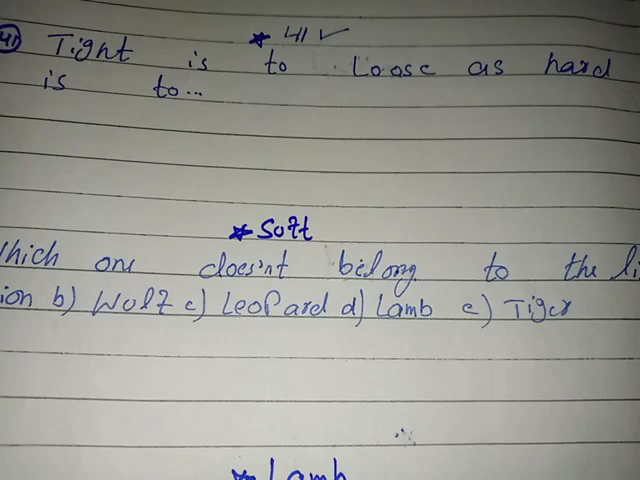 * 41 ✓
41 Tight is to Loose as hard
is to...
* Soft
Which one doesn't belong to the li
ion b) Wolf c) Leopard d) Lamb e) Tiger
* Lamb